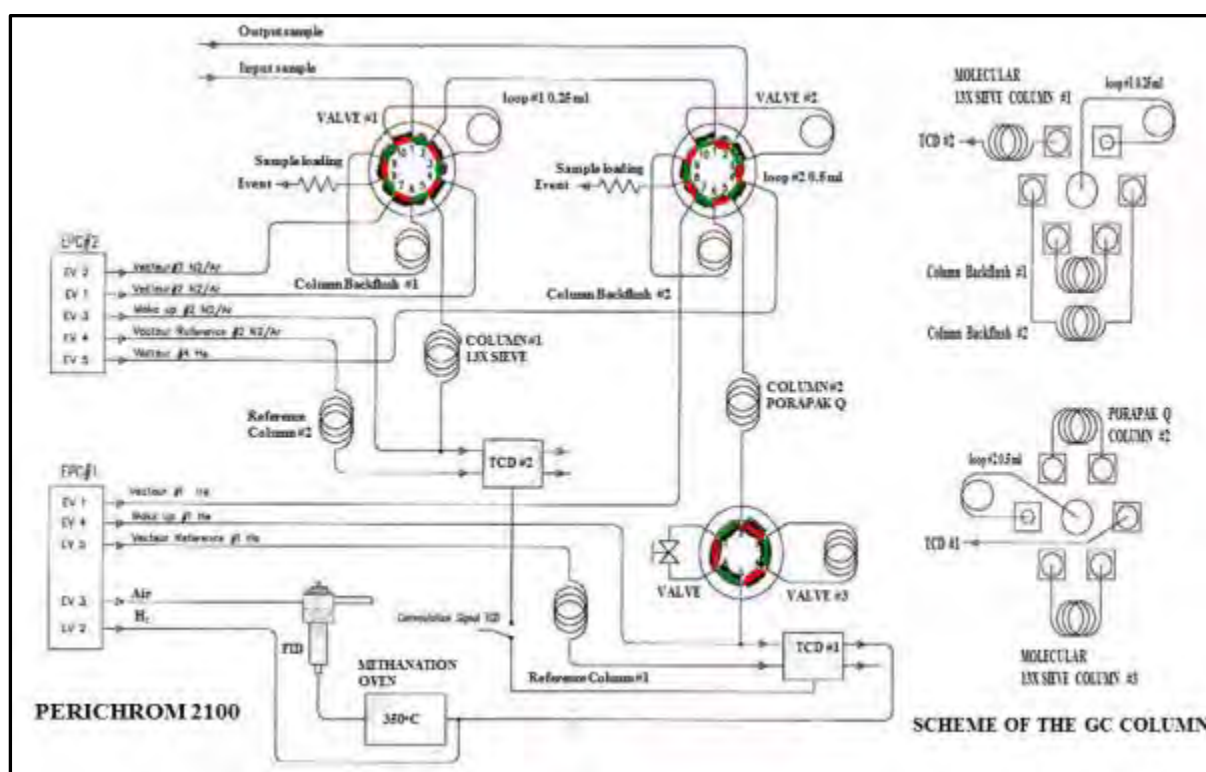 Output sample
Input sample
loop #1 0.25ml
VALVE #1
VALVE #2
Sample loading
Event
Sample loading
Event
loop #2 0.5ml
Column Backflush #1
Column Backflush #2
EPC#2
EV 2
EV 1
EV 3
EV 4
EV 5
Vecteur #3 N2/Ar
Vecteur #2 N2/Ar
Make up #2 N2/Ar
Vecteur Reference #2 N2/Ar
Vecteur #4 He
COLUMN #1
13X SIEVE
COLUMN #2
PORAPAK Q
Reference
Column #2
TCD #2
EPC#1
EV 1
EV 4
EV 3
EV 2
Vecteur #1 He
Make up #1 He
Vecteur Reference #1 He
Air
H₂
FID
Commutation Signal TCD
VALVE
VALVE #3
TCD #1
Reference Column #1
METHANATION
OVEN
350°C
PERICHROM 2100
MOLECULAR
13X SIEVE COLUMN #1
loop #1 0.25ml
TCD #2
Column Backflush #1
Column Backflush #2
PORAPAK Q
COLUMN #2
loop #2 0.5ml
TCD #1
MOLECULAR
13X SIEVE COLUMN #3
SCHEME OF THE GC COLUMN